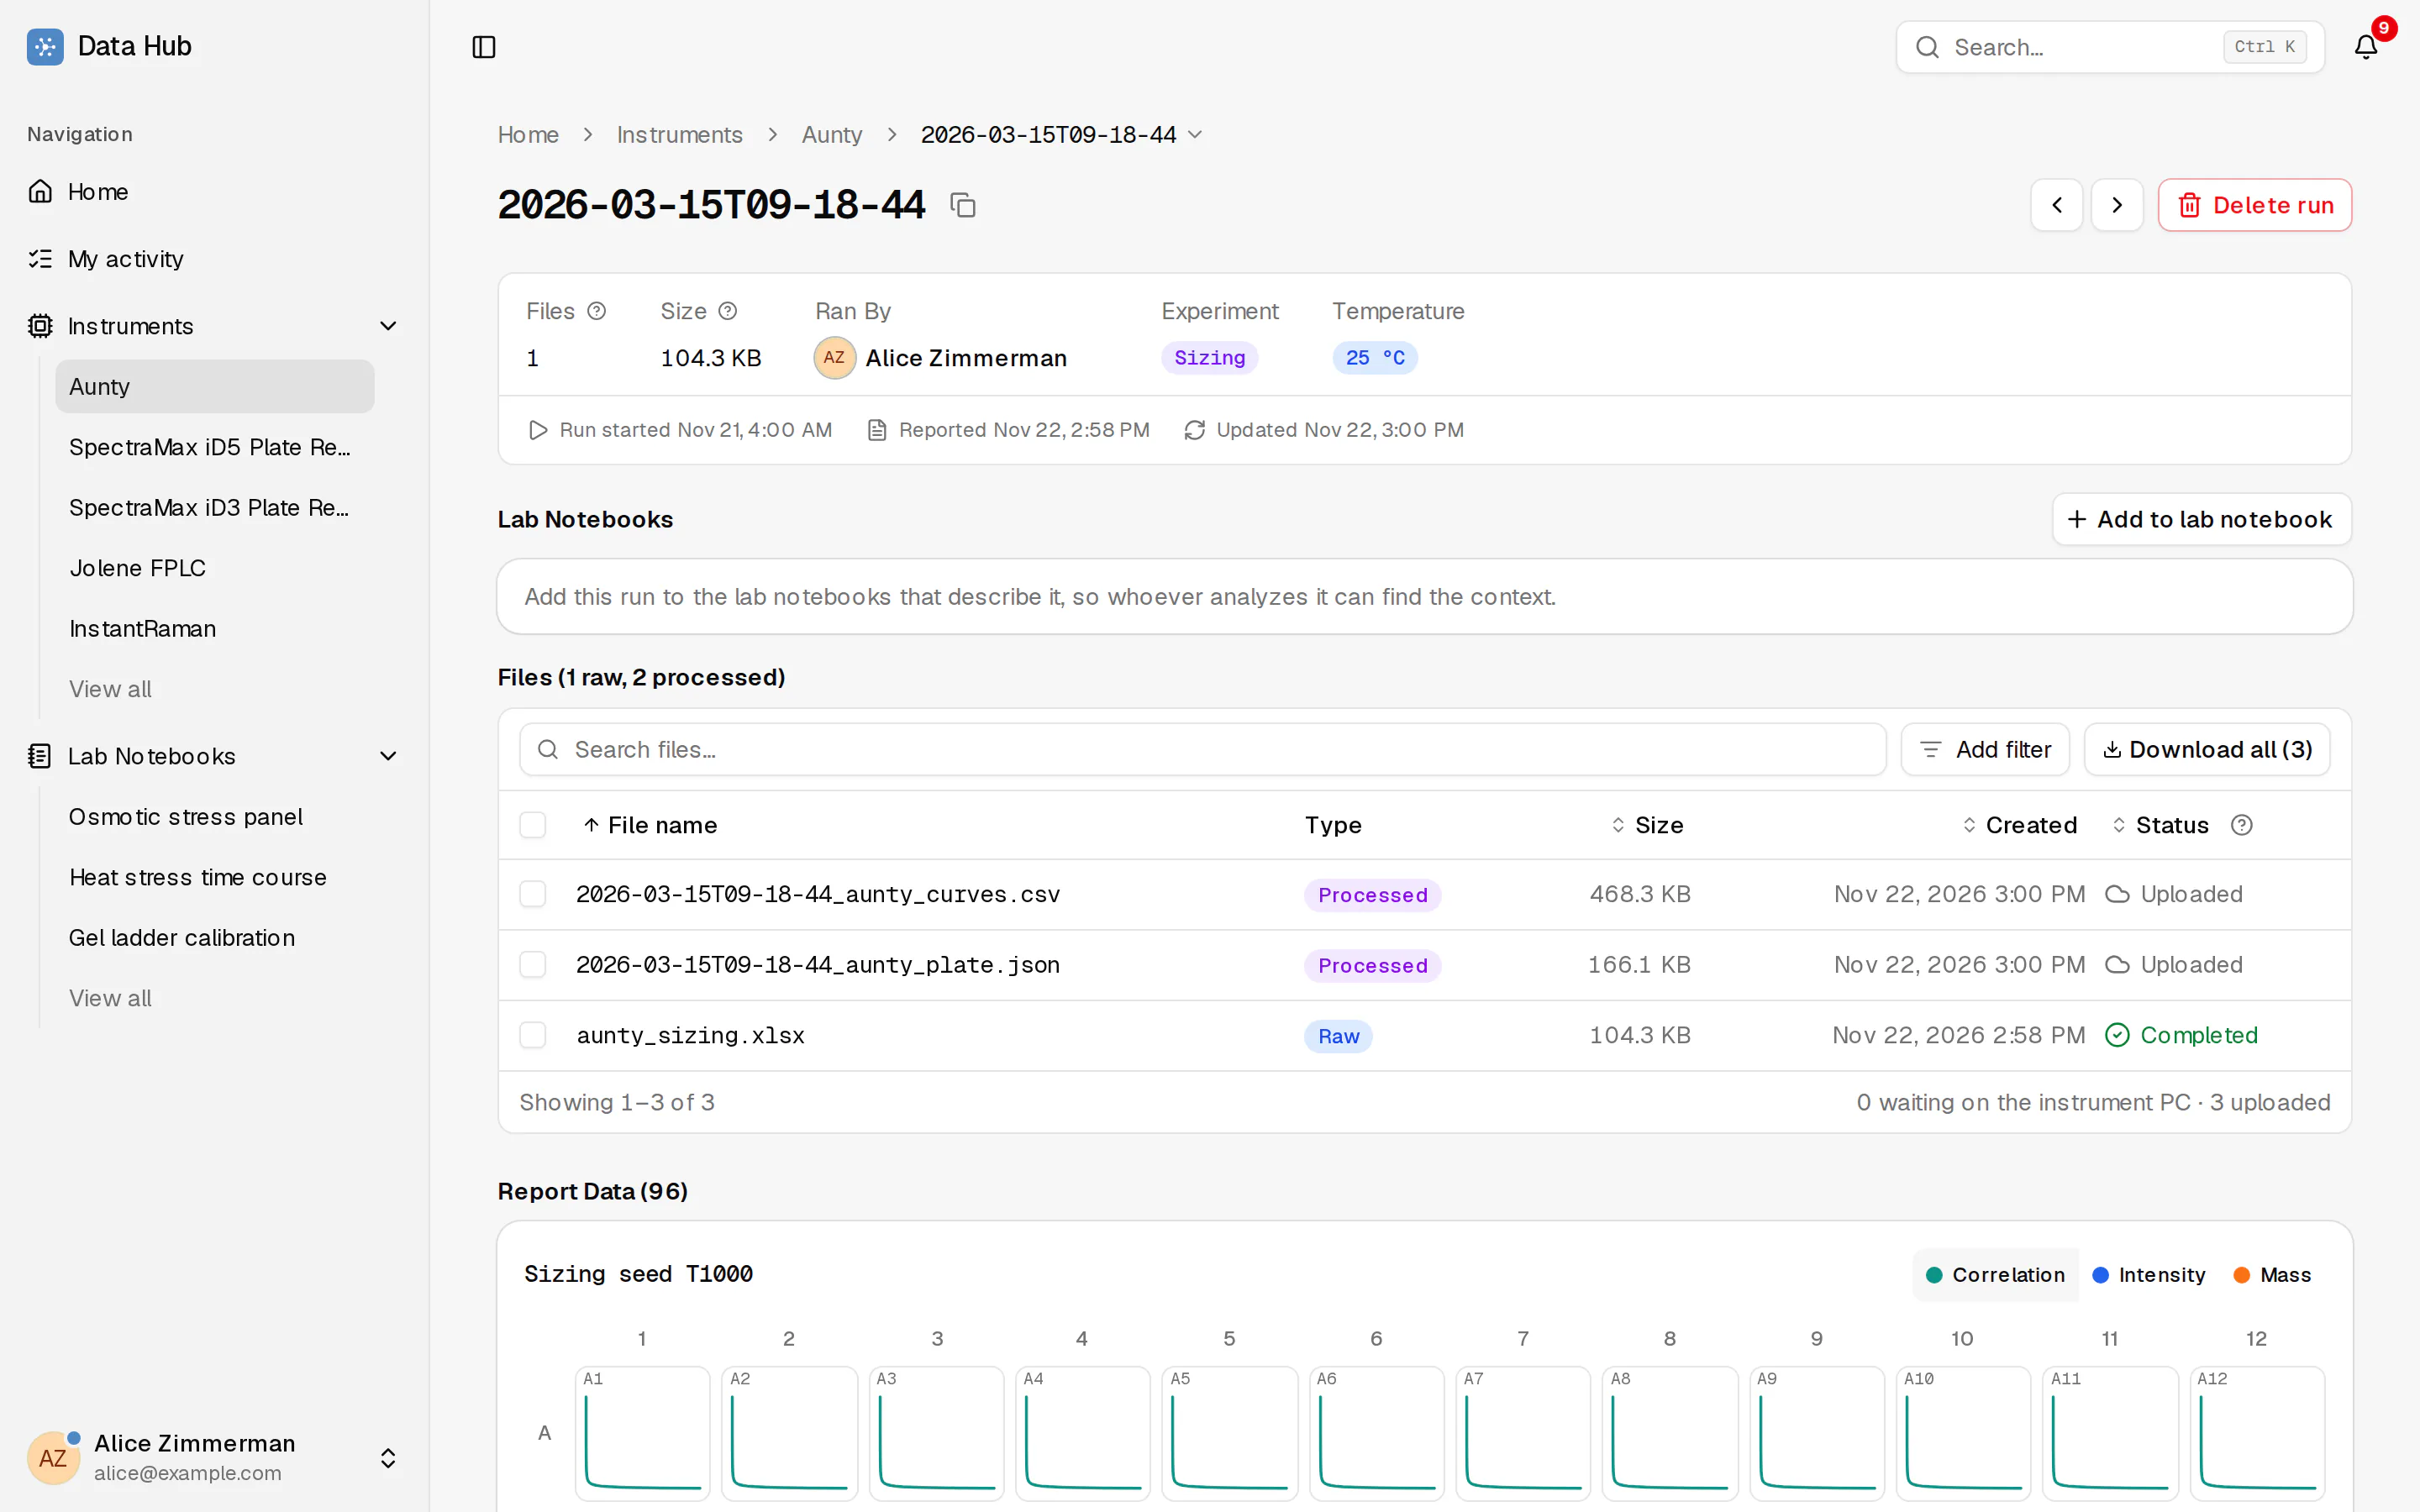 Data Hub
Search...
Ctrl K
9
Navigation
Home
My activity
Instruments
Aunty
SpectraMax iD5 Plate Re...
SpectraMax iD3 Plate Re...
Jolene FPLC
InstantRaman
View all
Lab Notebooks
Osmotic stress panel
Heat stress time course
Gel ladder calibration
View all
AZ
Alice Zimmerman
alice@example.com
Home > Instruments > Aunty > 2026-03-15T09-18-44
2026-03-15T09-18-44
Delete run
Files Size Ran By Experiment Temperature
1 104.3 KB AZ Alice Zimmerman Sizing 25 °C
Run started Nov 21, 4:00 AM Reported Nov 22, 2:58 PM Updated Nov 22, 3:00 PM
Lab Notebooks
+ Add to lab notebook
Add this run to the lab notebooks that describe it, so whoever analyzes it can find the context.
Files (1 raw, 2 processed)
Search files...
Add filter
Download all (3)
File name Type Size Created Status
2026-03-15T09-18-44_aunty_curves.csv Processed 468.3 KB Nov 22, 2026 3:00 PM Uploaded
2026-03-15T09-18-44_aunty_plate.json Processed 166.1 KB Nov 22, 2026 3:00 PM Uploaded
aunty_sizing.xlsx Raw 104.3 KB Nov 22, 2026 2:58 PM Completed
Showing 1–3 of 3
0 waiting on the instrument PC · 3 uploaded
Report Data (96)
Sizing seed T1000
Correlation Intensity Mass
1 2 3 4 5 6 7 8 9 10 11 12
A
A1 A2 A3 A4 A5 A6 A7 A8 A9 A10 A11 A12